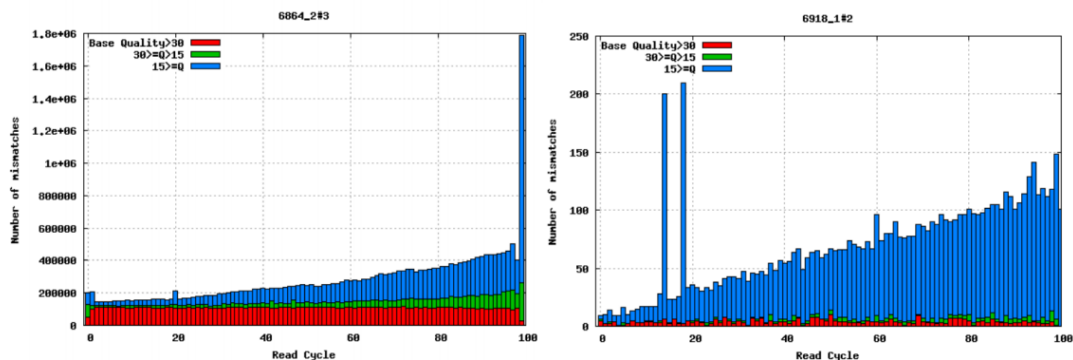 6864_2#3
Number of mismatches
1.8e+06
1.6e+06
1.4e+06
1.2e+06
1e+06
800000
600000
400000
200000
0
Base Quality>30
30>=Q>15
15>=Q
0 20 40 60 80 100
Read Cycle
6918_1#2
Number of mismatches
250
200
150
100
50
0
Base Quality>30
30>=Q>15
15>=Q
0 20 40 60 80 100
Read Cycle